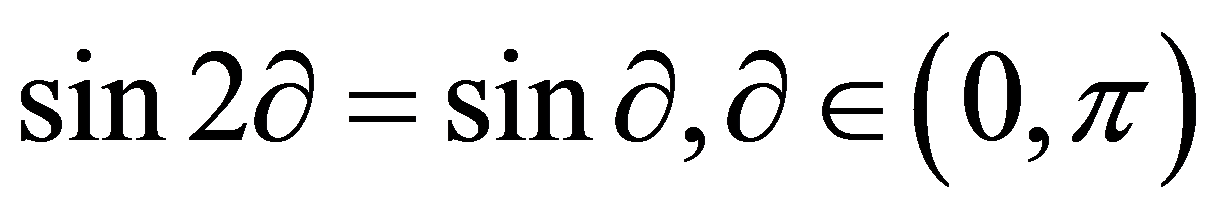 sin 2∂ = sin ∂, ∂ ∈ (0, π)